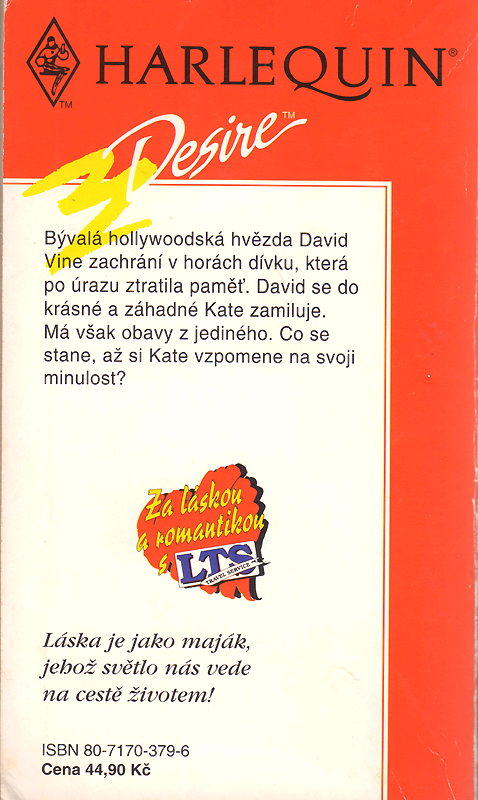 HARLEQUIN®
TM
Desire™
Bývalá hollywoodská hvězda David
Vine zachrání v horách dívku, která
po úrazu ztratila paměť. David se do
krásné a záhadné Kate zamiluje.
Má však obavy z jediného. Co se
stane, až si Kate vzpomene na svoji
minulost?
Za láskou
a romantikou
s
LTS
TRAVEL SERVICE
Láska je jako maják,
jehož světlo nás vede
na cestě životem!
ISBN 80-7170-379-6
Cena 44,90 Kč